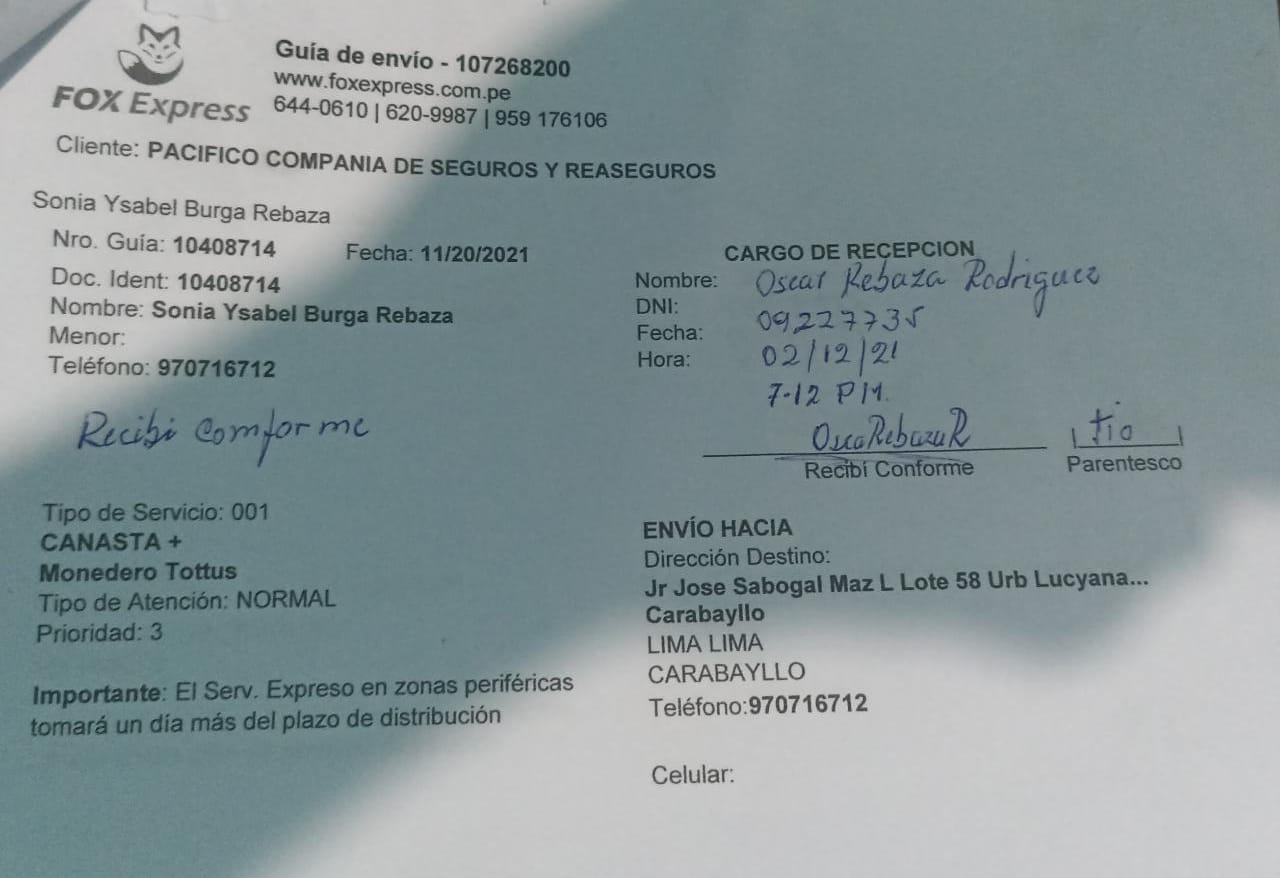 FOX Express
Guía de envío - 107268200
www.foxexpress.com.pe
644-0610 | 620-9987 | 959 176106
Cliente: PACIFICO COMPANIA DE SEGUROS Y REASEGUROS
Sonia Ysabel Burga Rebaza
Nro. Guía: 10408714 Fecha: 11/20/2021
Doc. Ident: 10408714
Nombre: Sonia Ysabel Burga Rebaza
Menor:
Teléfono: 970716712
Recibi comforme
CARGO DE RECEPCION
Nombre: Oscar Rebaza Rodriguez
DNI: 09227735
Fecha: 02/12/21
Hora: 7-12 PM.
OscaRebazaR
Recibí Conforme
tio
Parentesco
Tipo de Servicio: 001
CANASTA +
Monedero Tottus
Tipo de Atención: NORMAL
Prioridad: 3
Importante: El Serv. Expreso en zonas periféricas
tomará un día más del plazo de distribución
ENVÍO HACIA
Dirección Destino:
Jr Jose Sabogal Maz L Lote 58 Urb Lucyana...
Carabayllo
LIMA LIMA
CARABAYLLO
Teléfono:970716712
Celular: